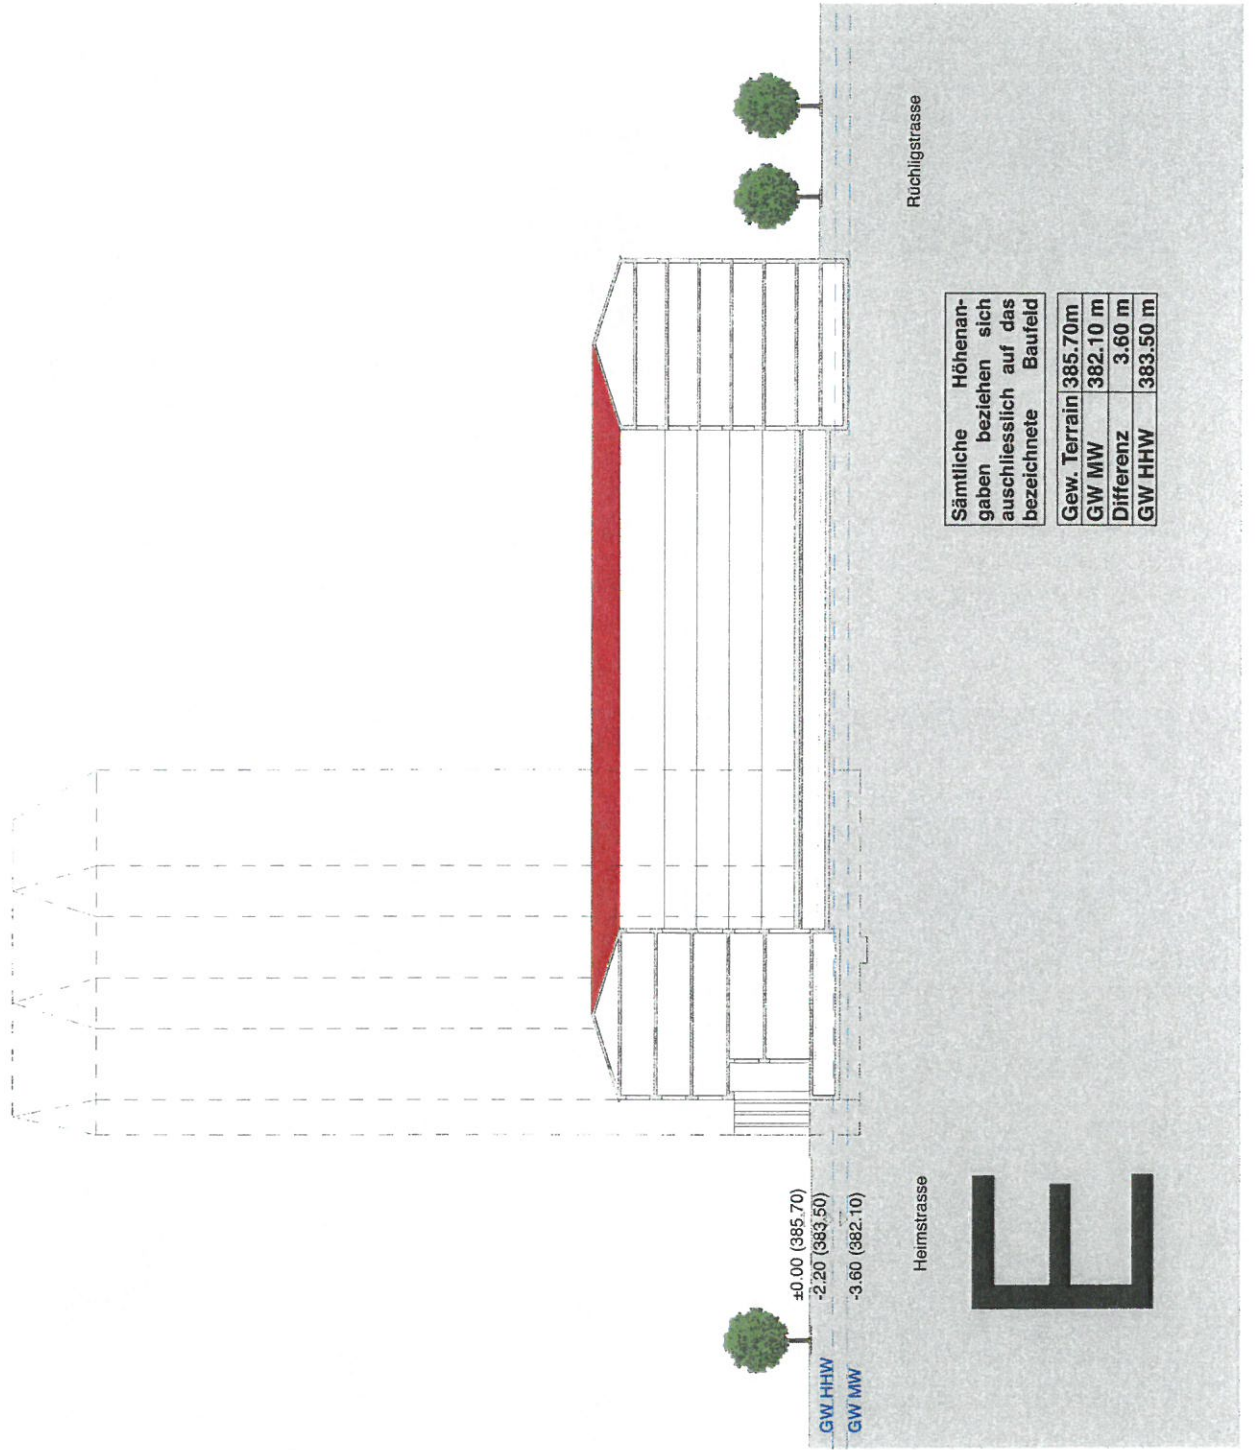 ±0.00 (385.70)
-2.20 (383.50)
-3.60 (382.10)
GW HHW
GW MW
Heimstrasse
Rüchligstrasse
E
Sämtliche Höhenan-
gaben beziehen sich
auschliesslich auf das
bezeichnete Baufeld
Gew. Terrain 385.70m
GW MW 382.10 m
Differenz 3.60 m
GW HHW 383.50 m